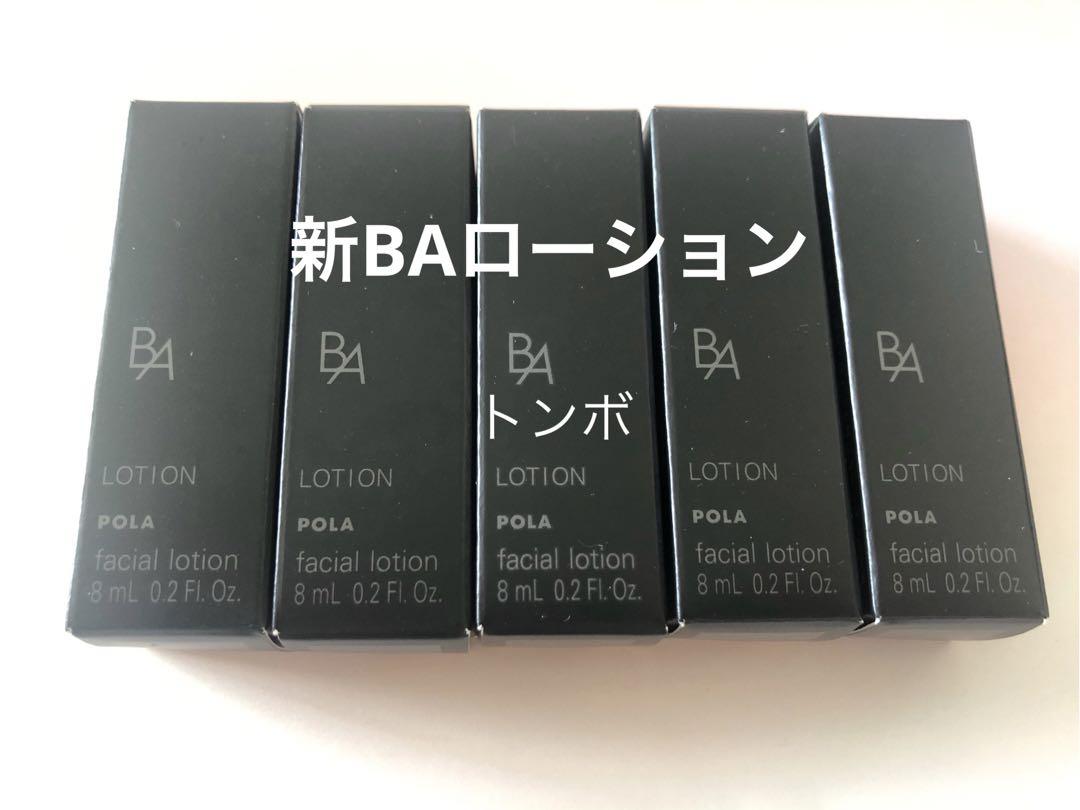 新BAローション
トンボ
BA
LOTION
POLA
facial lotion
8 mL 0.2 Fl. Oz.
BA
LOTION
POLA
facial lotion
8 mL 0.2 Fl. Oz.
BA
LOTION
POLA
facial lotion
8 mL 0.2 Fl. Oz.
BA
LOTION
POLA
facial lotion
8 mL 0.2 Fl. Oz.
BA
LOTION
POLA
facial lotion
8 mL 0.2 Fl. Oz.